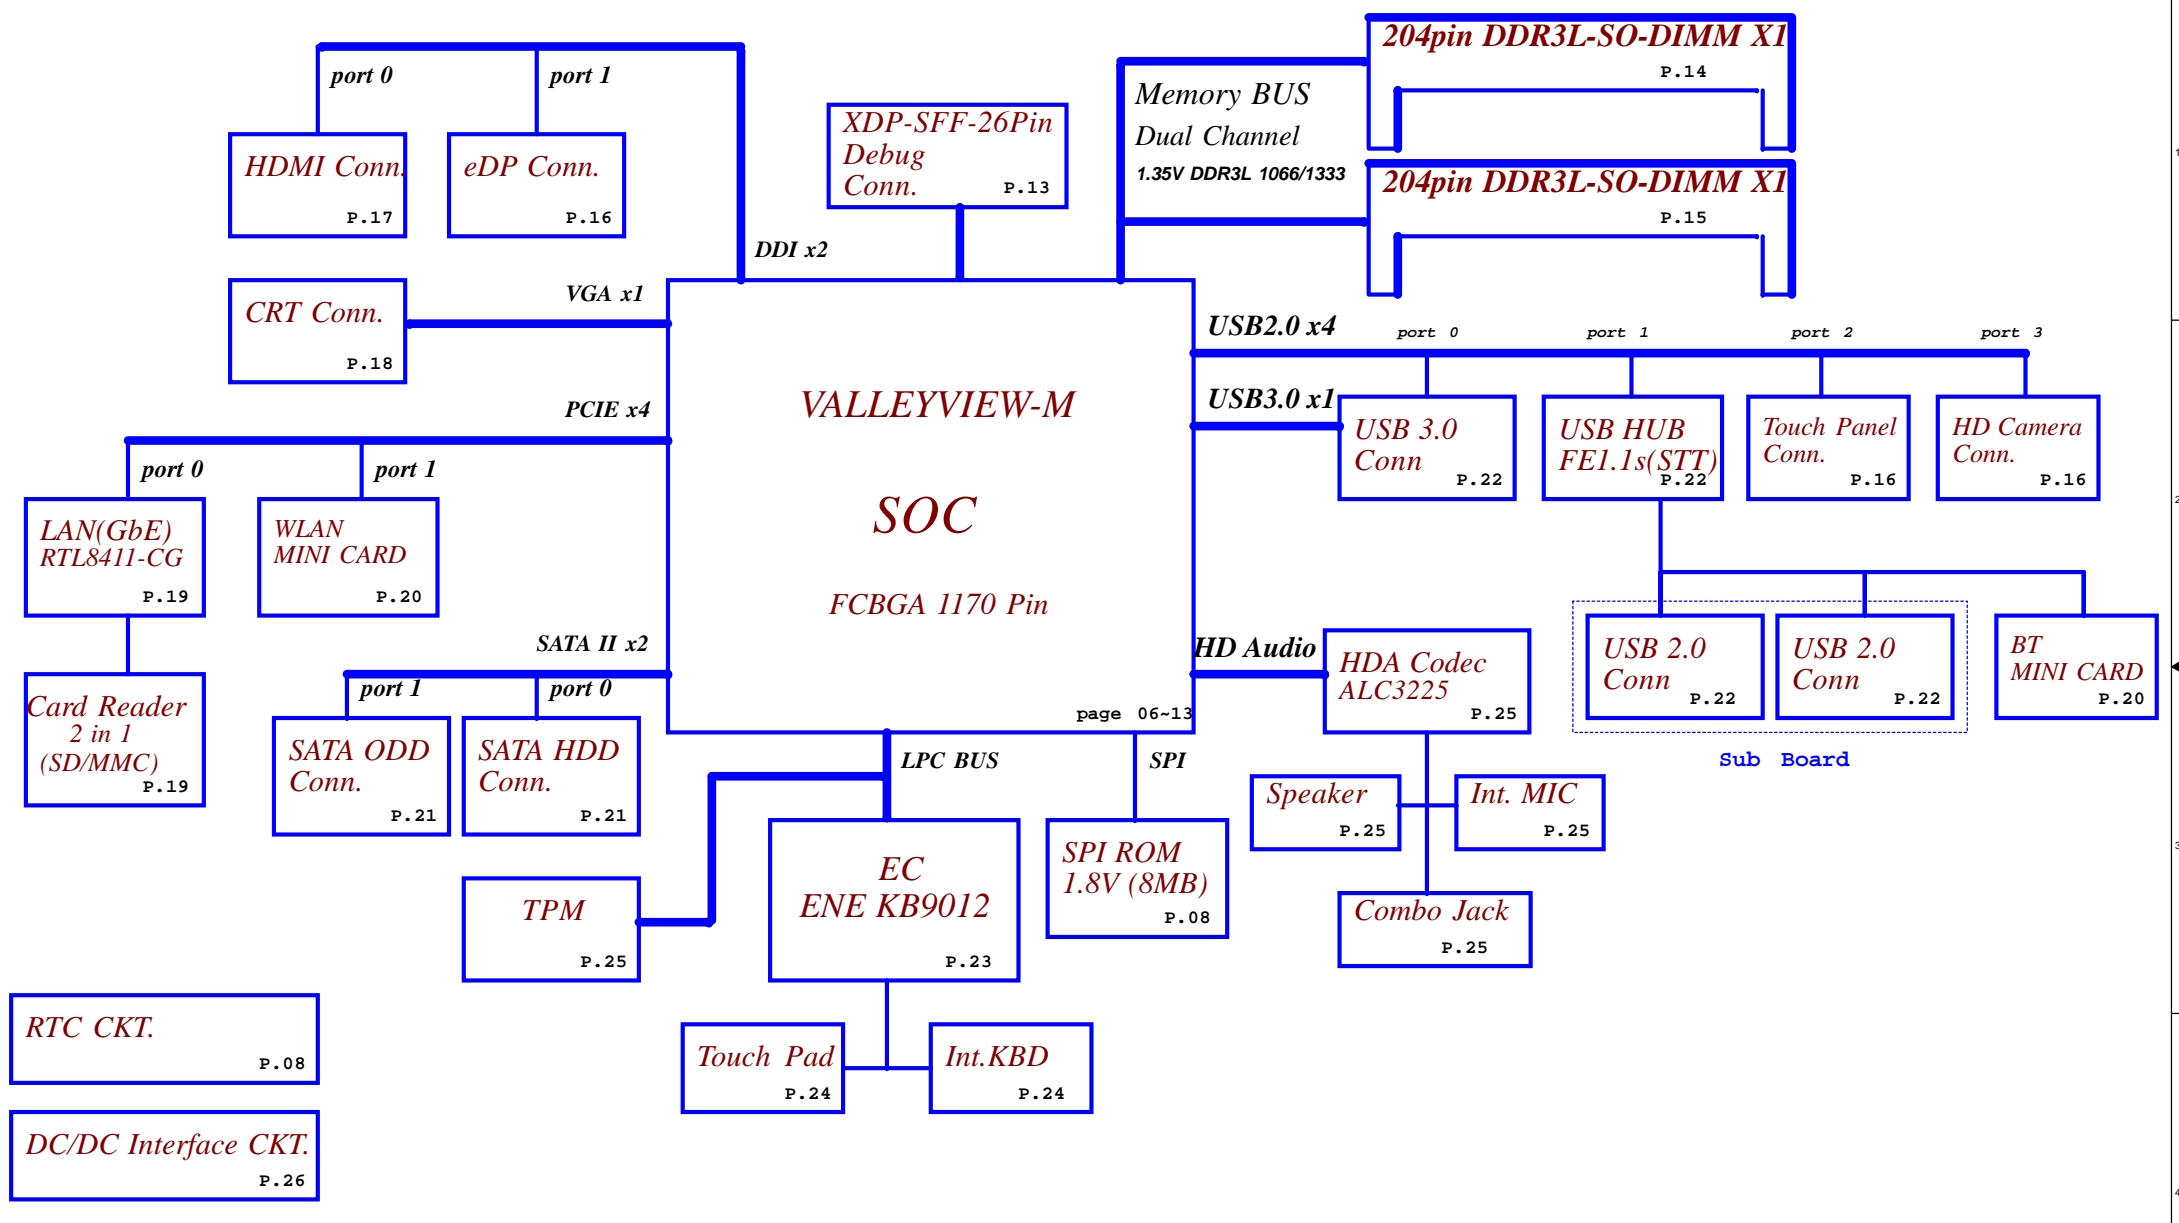 204pin DDR3L-SO-DIMM X1
P.14
port 0
port 1
Memory BUS
Dual Channel
1.35V DDR3L 1066/1333
XDP-SFF-26Pin
Debug
Conn.
P.13
HDMI Conn.
P.17
eDP Conn.
P.16
204pin DDR3L-SO-DIMM X1
P.15
DDI x2
VGA x1
CRT Conn.
P.18
USB2.0 x4
port 0
port 1
port 2
port 3
USB3.0 x1
PCIE x4
port 0
port 1
VALLEYVIEW-M
SOC
FCBGA 1170 Pin
page 06~13
USB 3.0
Conn
P.22
USB HUB
FE1.1s(STT)
P.22
Touch Panel
Conn.
P.16
HD Camera
Conn.
P.16
LAN(GbE)
RTL8411-CG
P.19
WLAN
MINI CARD
P.20
SATA II x2
port 1
port 0
HD Audio
HDA Codec
ALC3225
P.25
USB 2.0
Conn
P.22
USB 2.0
Conn
P.22
BT
MINI CARD
P.20
Sub Board
Card Reader
2 in 1
(SD/MMC)
P.19
SATA ODD
Conn.
P.21
SATA HDD
Conn.
P.21
LPC BUS
SPI
Speaker
P.25
Int. MIC
P.25
TPM
P.25
EC
ENE KB9012
P.23
SPI ROM
1.8V (8MB)
P.08
Combo Jack
P.25
RTC CKT.
P.08
Touch Pad
P.24
Int.KBD
P.24
DC/DC Interface CKT.
P.26
1
2
3
4